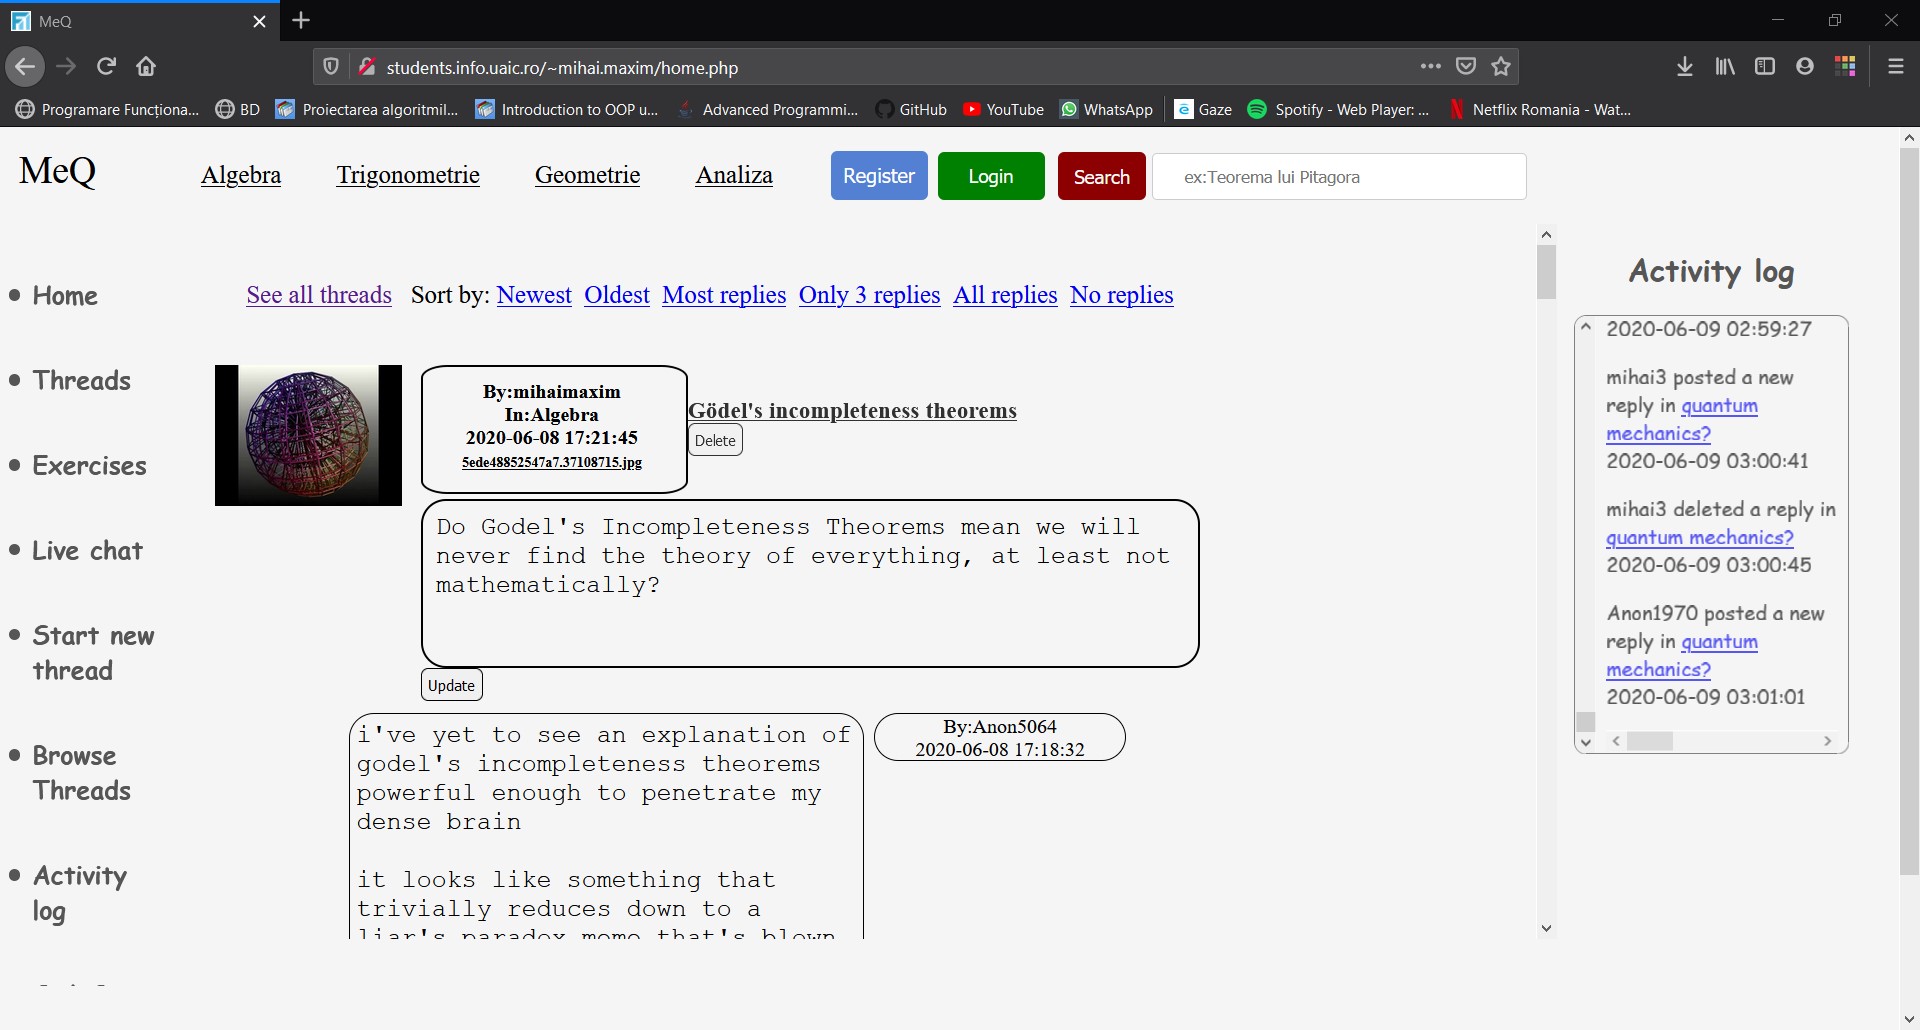 MeQ
students.info.uaic.ro/~mihai.maxim/home.php
Programare Funcționa... BD Proiectarea algoritmil... Introduction to OOP u... Advanced Programmi... GitHub YouTube WhatsApp Gaze Spotify - Web Player: ... Netflix Romania - Wat...
MeQ Algebra Trigonometrie Geometrie Analiza Register Login Search ex:Teorema lui Pitagora
Home
Threads
Exercises
Live chat
Start new
thread
Browse
Threads
Activity
log
See all threads Sort by: Newest Oldest Most replies Only 3 replies All replies No replies
By:mihaimaxim
In:Algebra
2020-06-08 17:21:45
5ede48852547a7.37108715.jpg
Gödel's incompleteness theorems
Delete
Do Godel's Incompleteness Theorems mean we will
never find the theory of everything, at least not
mathematically?
Update
i've yet to see an explanation of
godel's incompleteness theorems
powerful enough to penetrate my
dense brain
it looks like something that
trivially reduces down to a
liar's paradox meme that's blown
By:Anon5064
2020-06-08 17:18:32
Activity log
2020-06-09 02:59:27
mihai3 posted a new
reply in quantum
mechanics?
2020-06-09 03:00:41
mihai3 deleted a reply in
quantum mechanics?
2020-06-09 03:00:45
Anon1970 posted a new
reply in quantum
mechanics?
2020-06-09 03:01:01